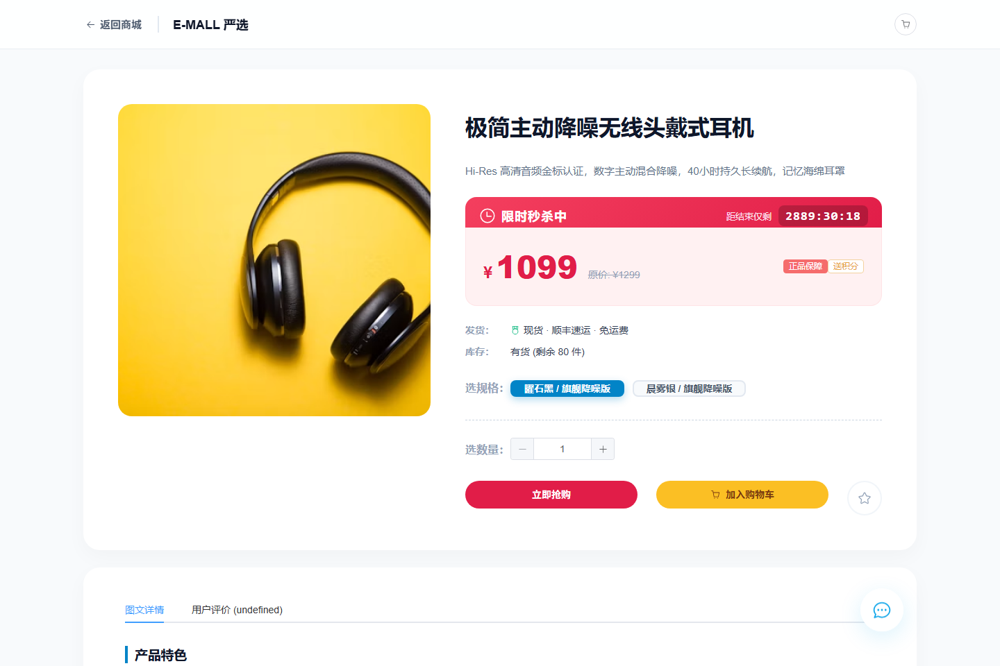 返回商城
E-MALL 严选
极简主动降噪无线头戴式耳机
Hi-Res 高清音频金标认证，数字主动混合降噪，40小时持久长续航，记忆海绵耳罩
限时秒杀中
距结束仅剩 2889:30:18
¥1099 原价: ¥1299
正品保障 送积分
发货： 现货 · 顺丰速运 · 免运费
库存： 有货 (剩余 80 件)
选规格： 曜石黑 / 旗舰降噪版 晨雾银 / 旗舰降噪版
选数量： 1
立即抢购 加入购物车
图文详情 用户评价 (undefined)
产品特色